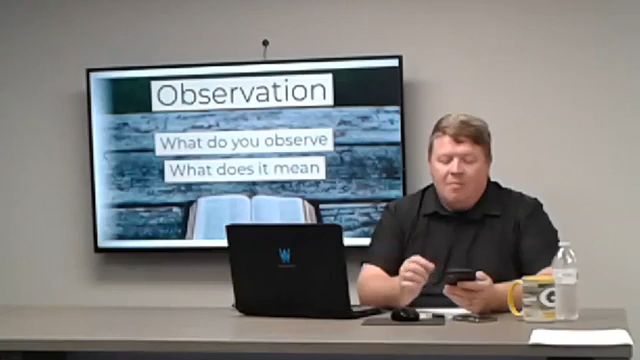 Observation
What do you observe
What does it mean